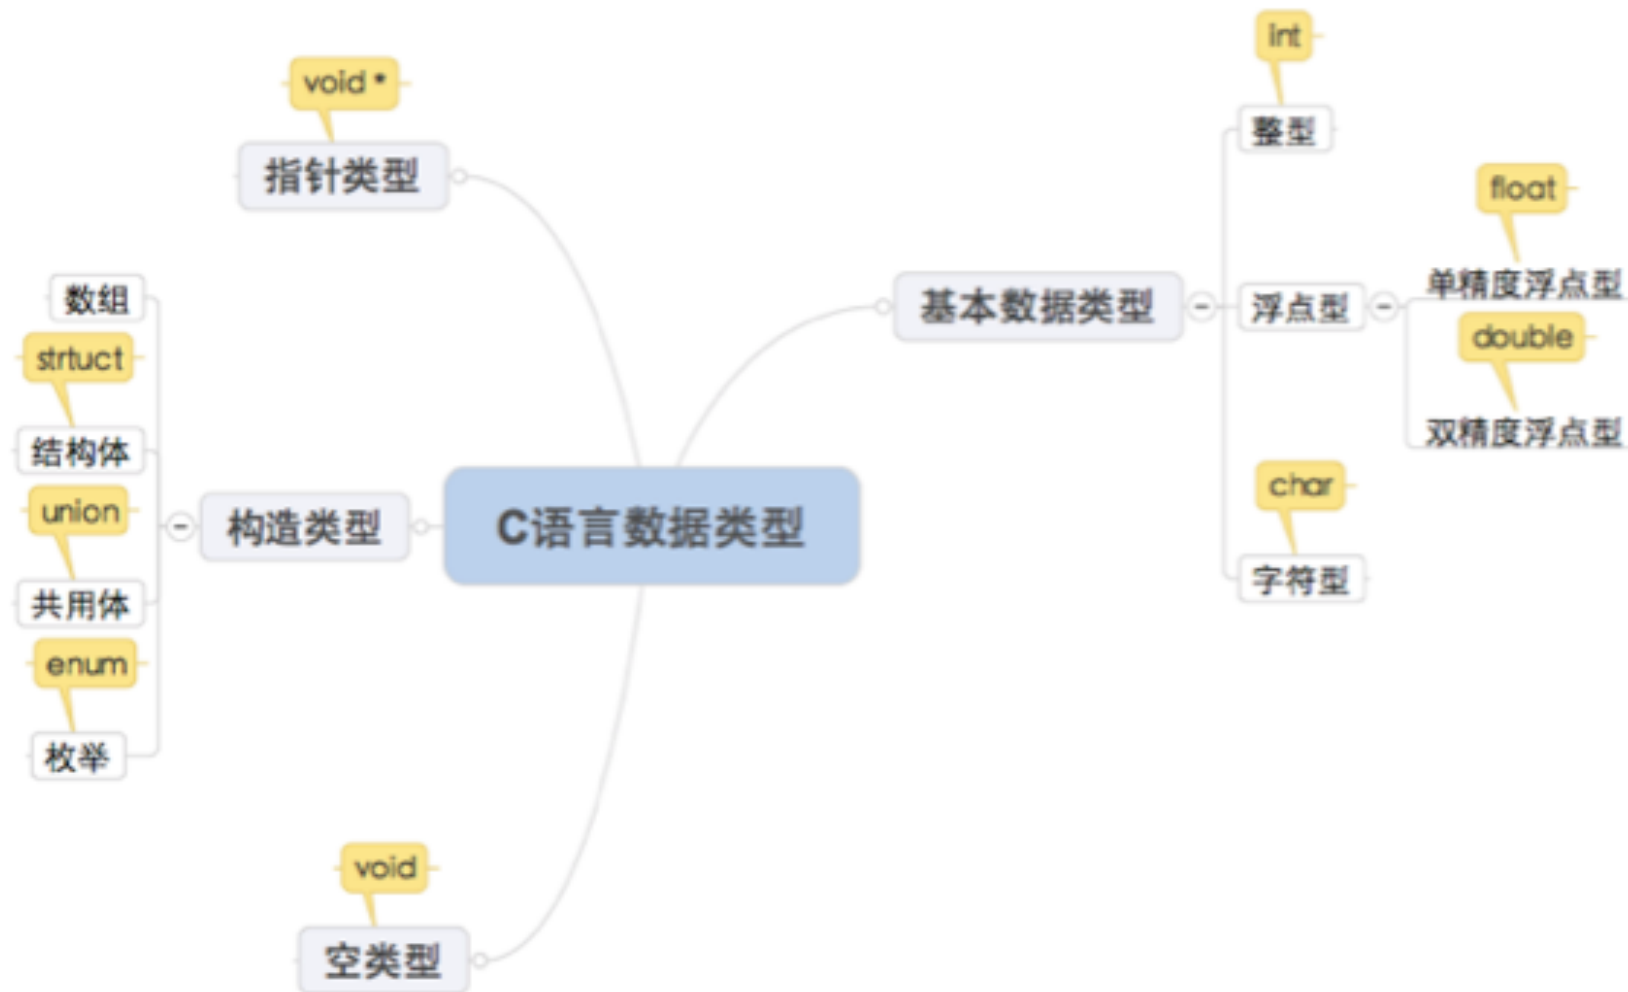 C语言数据类型
基本数据类型
int
整型
浮点型
float
单精度浮点型
double
双精度浮点型
char
字符型
void *
指针类型
构造类型
数组
strtuct
结构体
union
共用体
enum
枚举
void
空类型